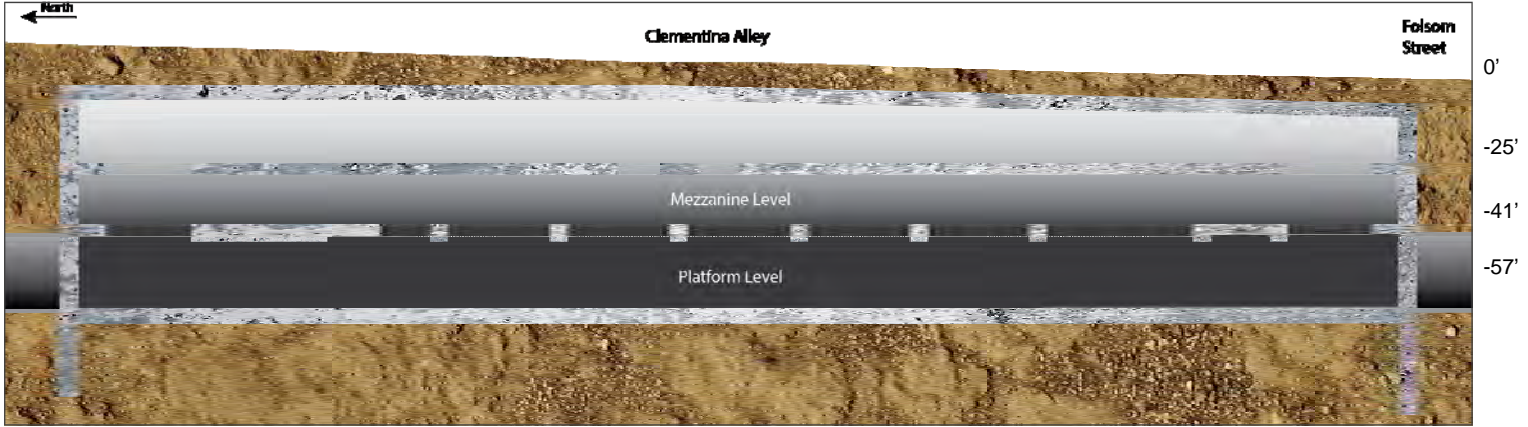 North
Clementina Alley
Folsom
Street
0’
-25’
Mezzanine Level
-41’
-57’
Platform Level